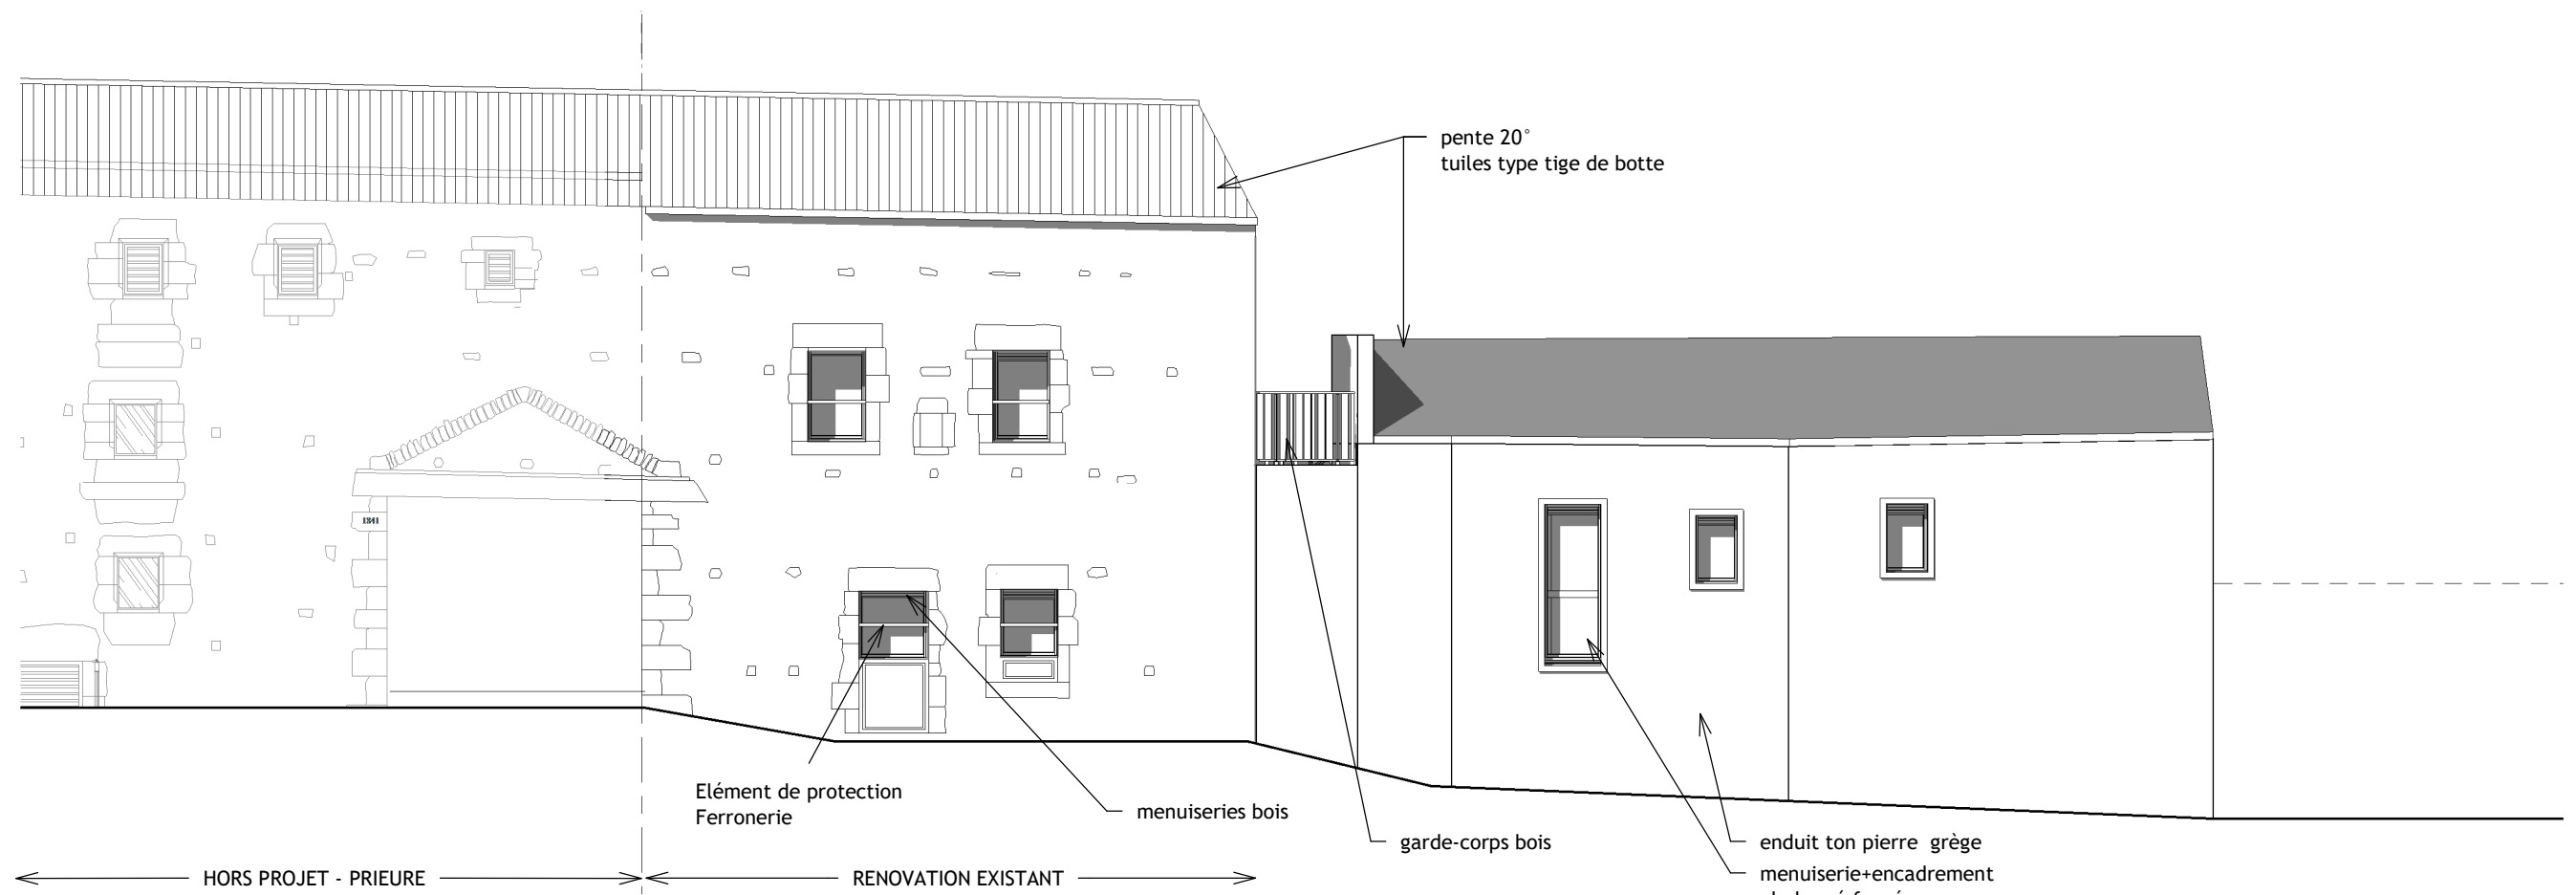 pente 20°
tuiles type tige de botte
1341
Elément de protection
Ferronerie
menuiseries bois
garde-corps bois
enduit ton pierre  grège
menuiserie+encadrement
HORS PROJET - PRIEURE
RENOVATION EXISTANT